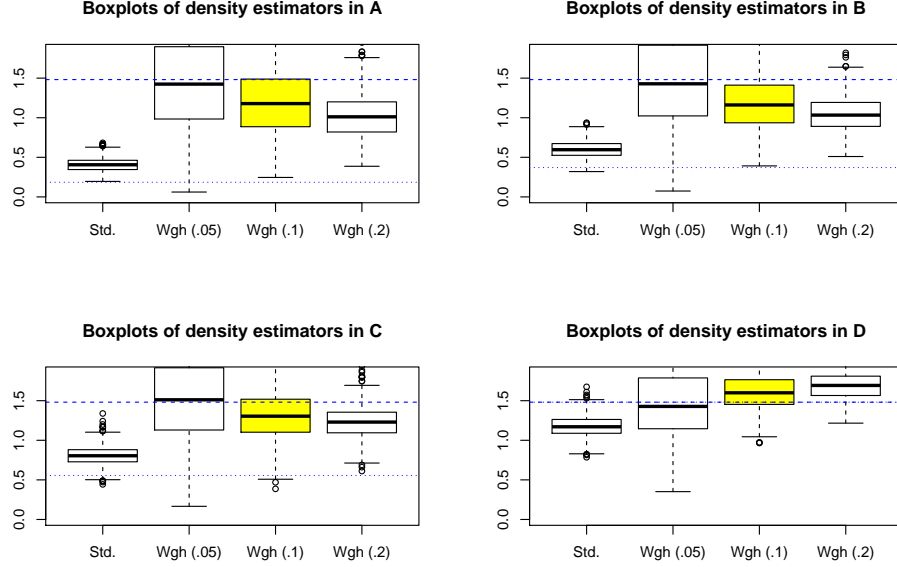 Boxplots of density estimators in A
0.0 0.5 1.0 1.5
Std. Wgh (.05) Wgh (.1) Wgh (.2)
Boxplots of density estimators in B
0.0 0.5 1.0 1.5
Std. Wgh (.05) Wgh (.1) Wgh (.2)
Boxplots of density estimators in C
0.0 0.5 1.0 1.5
Std. Wgh (.05) Wgh (.1) Wgh (.2)
Boxplots of density estimators in D
0.0 0.5 1.0 1.5
Std. Wgh (.05) Wgh (.1) Wgh (.2)